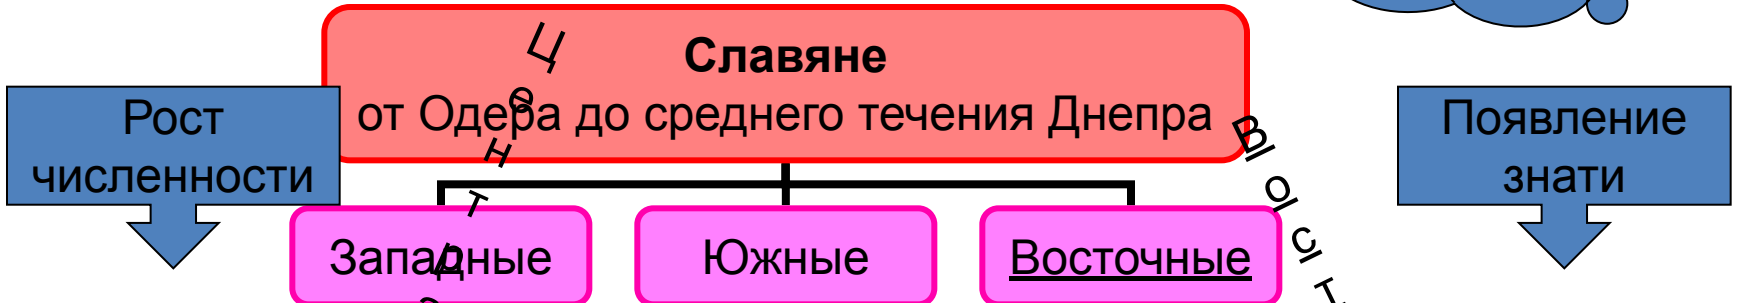 Славяне
от Одера до среднего течения Днепра
Рост
численности
Появление
знати
Западные
Южные
Восточные